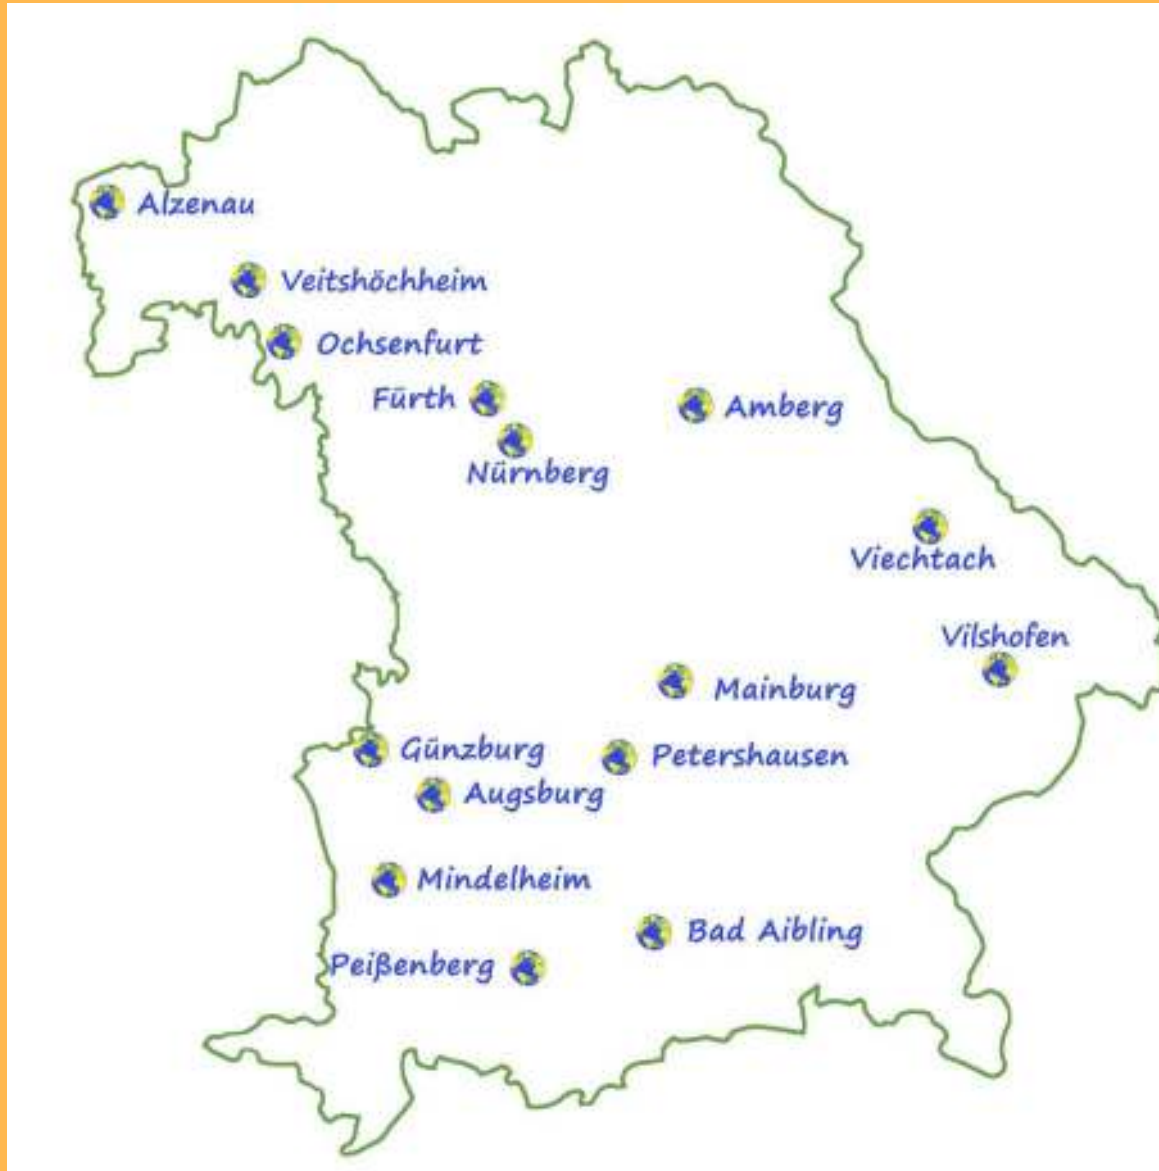 Alzenau
Veitshöchheim
Ochsenfurt
Fürth
Amberg
Nürnberg
Viechtach
Vilshofen
Mainburg
Günzburg
Petershausen
Augsburg
Mindelheim
Bad Aibling
Peißenberg